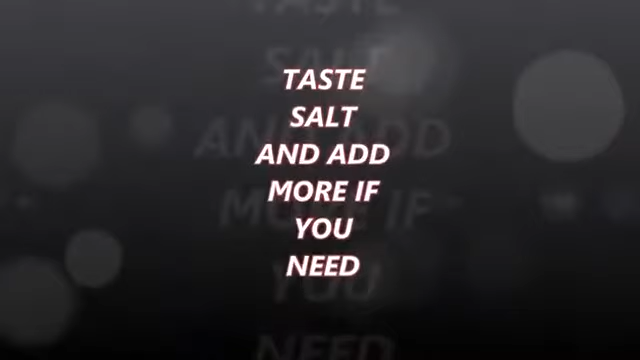 TASTE
SALT
AND ADD
MORE IF
YOU
NEED